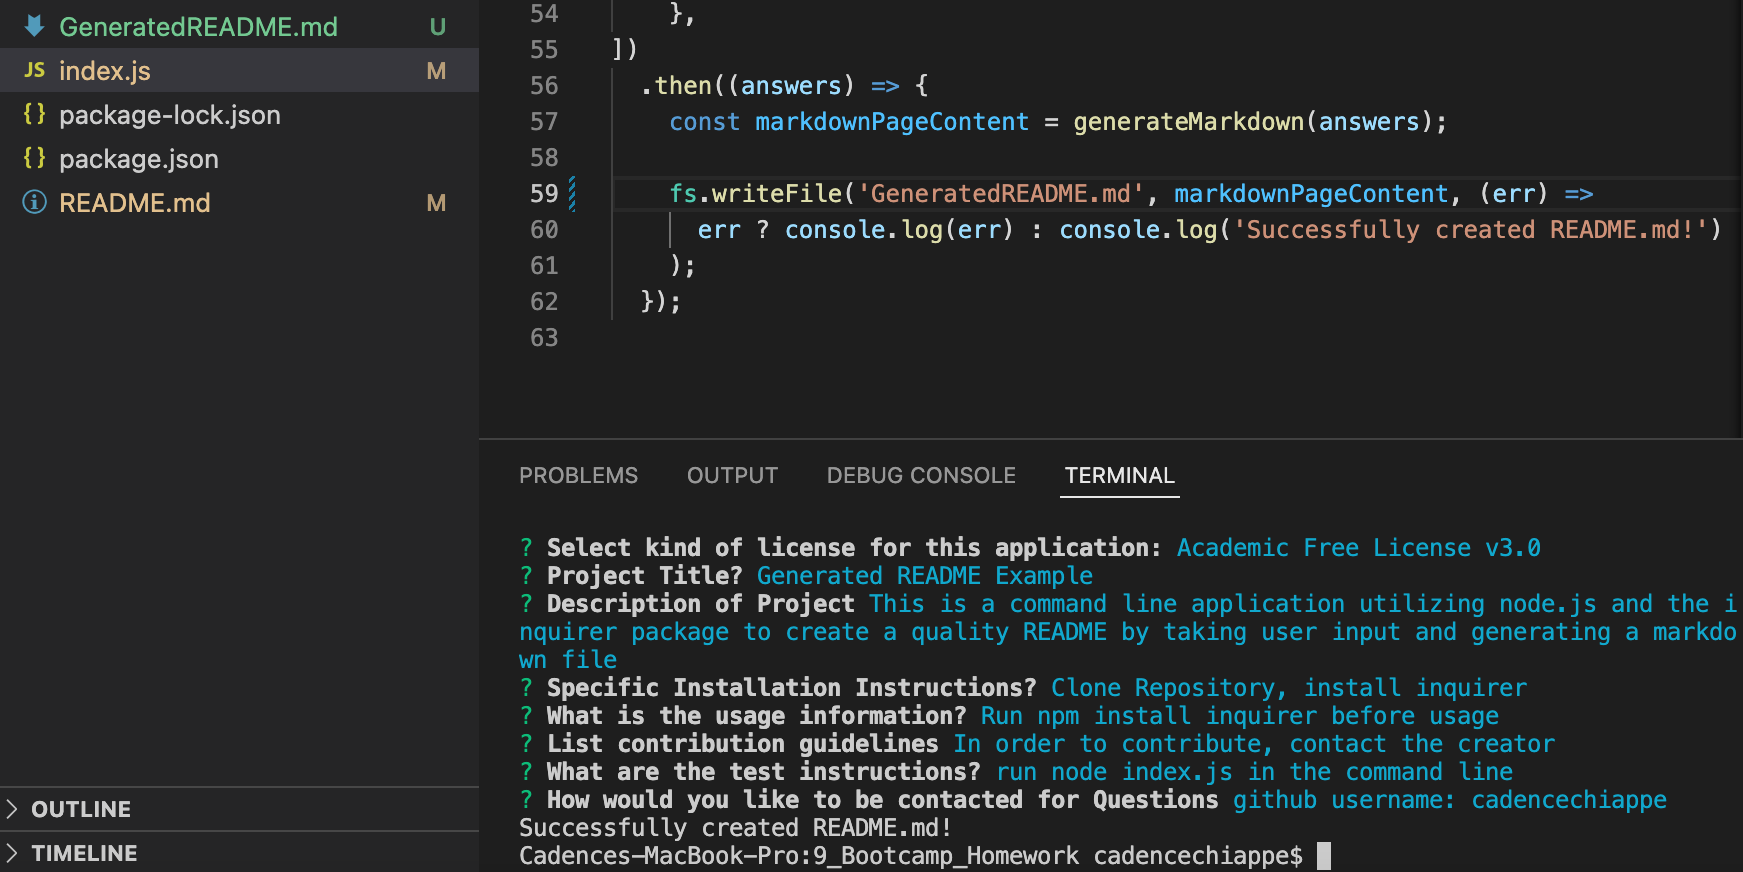 GeneratedREADME.md U
JS index.js M
{} package-lock.json
{} package.json
README.md M
OUTLINE
TIMELINE
54 },
55 ])
56 .then((answers) => {
57 const markdownPageContent = generateMarkdown(answers);
58
59 fs.writeFile('GeneratedREADME.md', markdownPageContent, (err) =>
60 err ? console.log(err) : console.log('Successfully created README.md!')
61 );
62 });
63
PROBLEMS OUTPUT DEBUG CONSOLE TERMINAL
? Select kind of license for this application: Academic Free License v3.0
? Project Title? Generated README Example
? Description of Project This is a command line application utilizing node.js and the i
nquirer package to create a quality README by taking user input and generating a markdo
wn file
? Specific Installation Instructions? Clone Repository, install inquirer
? What is the usage information? Run npm install inquirer before usage
? List contribution guidelines In order to contribute, contact the creator
? What are the test instructions? run node index.js in the command line
? How would you like to be contacted for Questions github username: cadencechiappe
Successfully created README.md!
Cadences-MacBook-Pro:9_Bootcamp_Homework cadencechiappe$